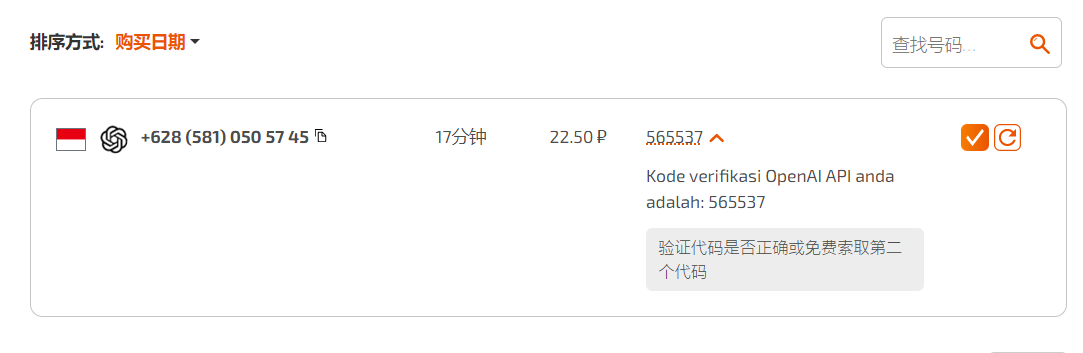 排序方式: 购买日期
查找号码...
+628 (581) 050 57 45
17分钟
22.50 ₽
565537
Kode verifikasi OpenAI API anda
adalah: 565537
验证代码是否正确或免费索取第二
个代码